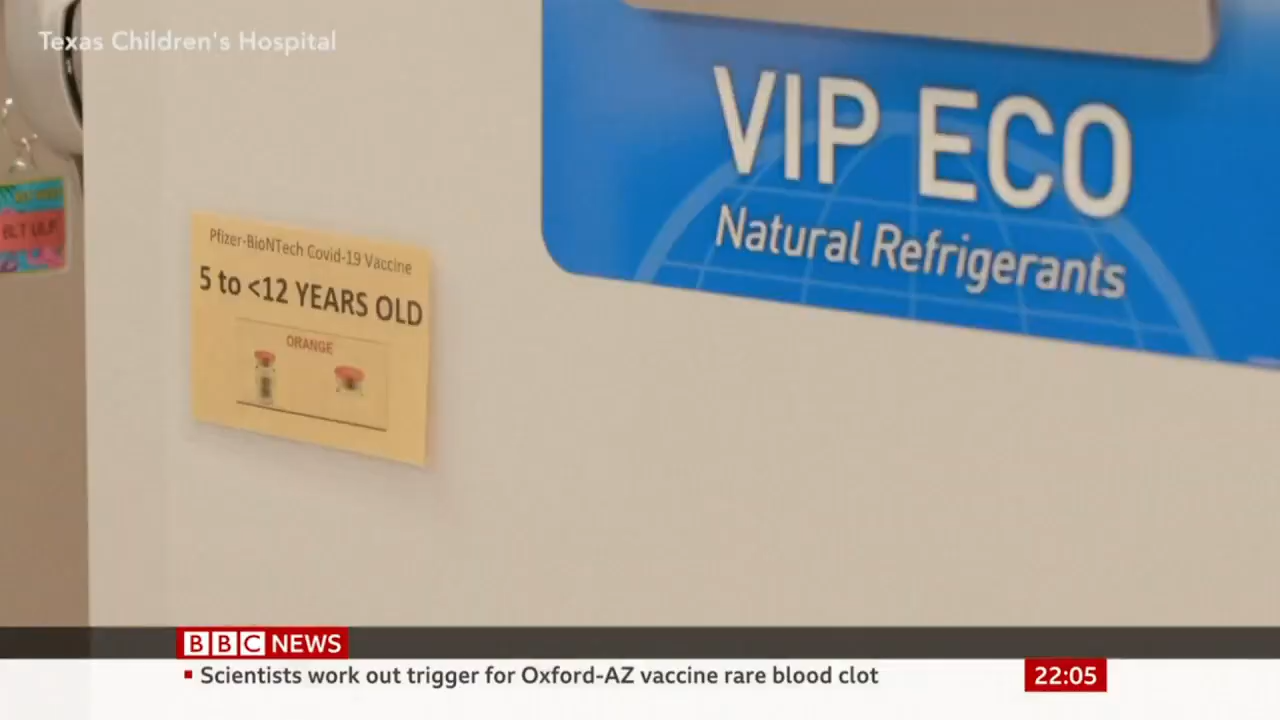 Texas Children's Hospital
VIP ECO
Natural Refrigerants
Pfizer-BioNTech Covid-19 Vaccine
5 to <12 YEARS OLD
ORANGE
BBC NEWS
Scientists work out trigger for Oxford-AZ vaccine rare blood clot
22:05